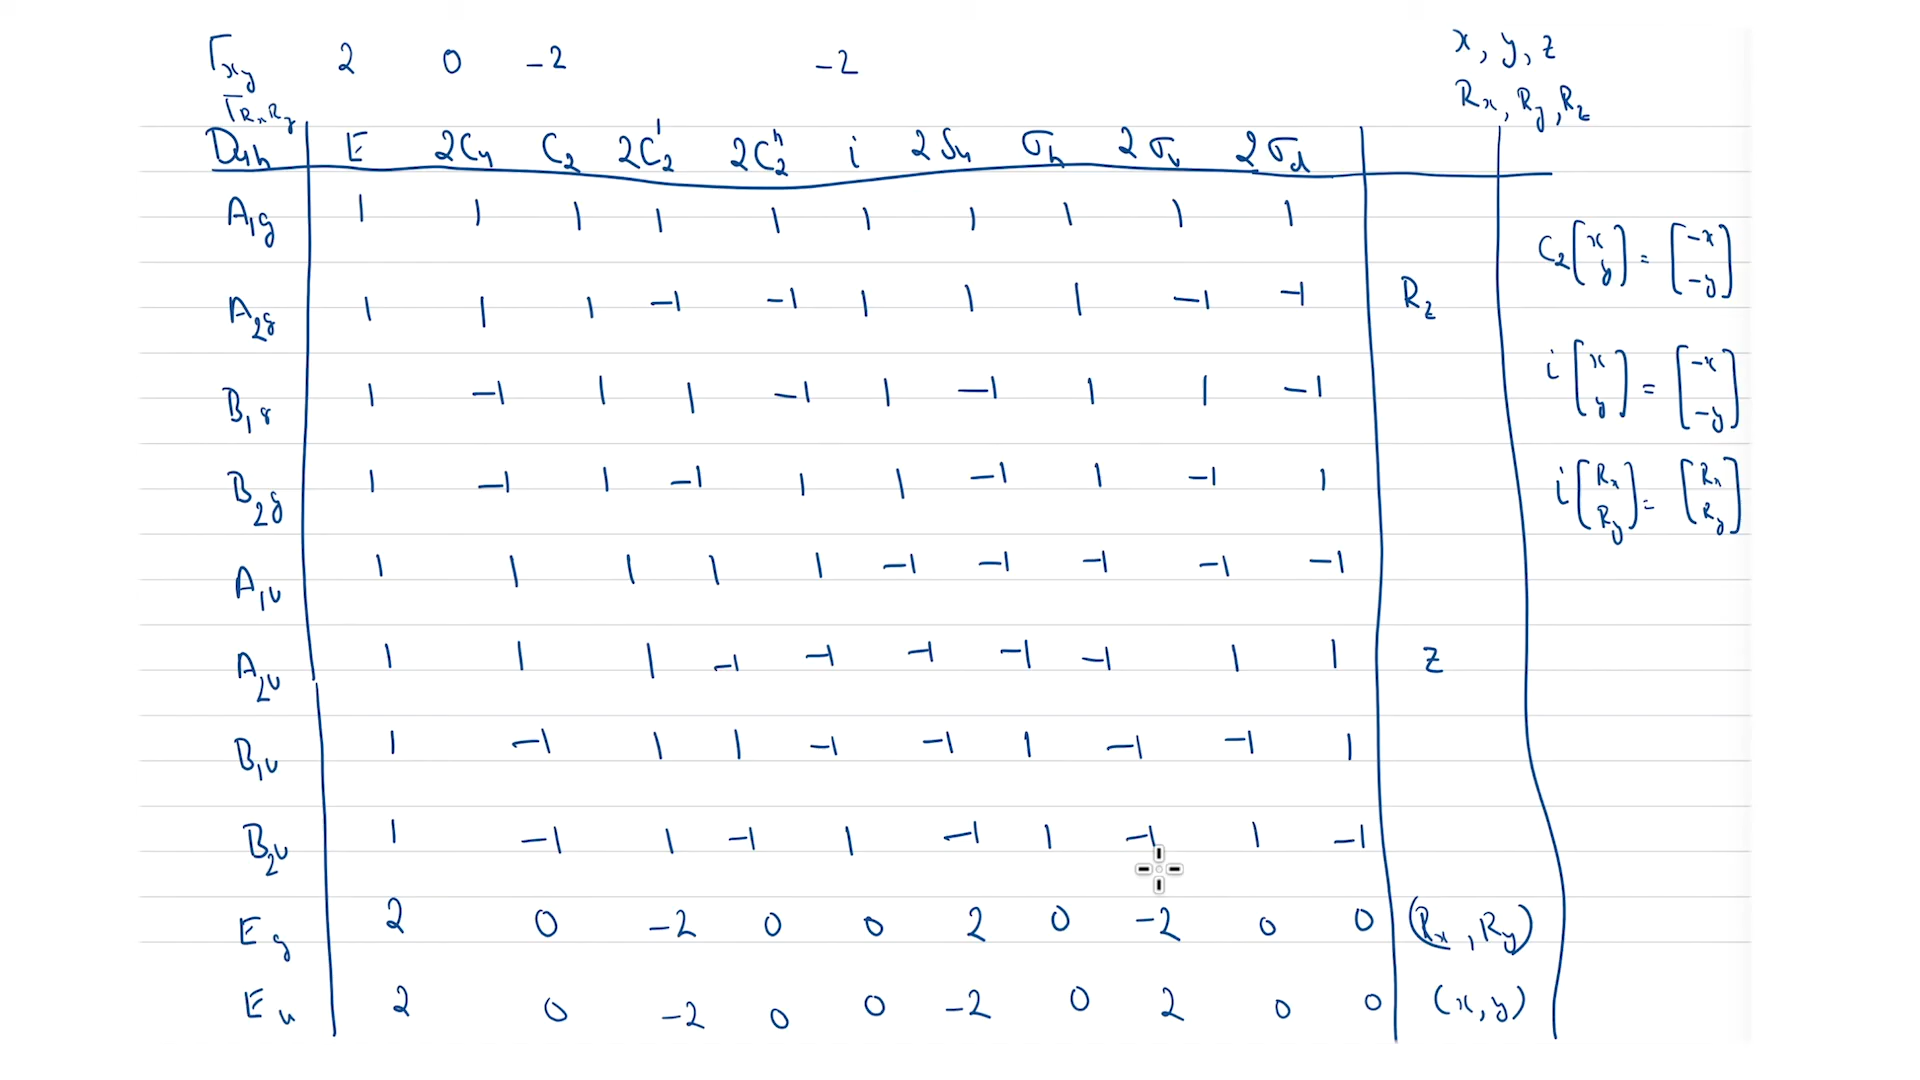 Γxy 2 0 -2 -2 x, y, z
ΓRxRy Rx, Ry, Rz
D4h E 2C4 C2 2C2' 2C2" i 2S4 σh 2σv 2σd
A1g 1 1 1 1 1 1 1 1 1 1
C2 [x y] = [-x -y]
A2g 1 1 1 -1 -1 1 1 1 -1 -1 Rz
B1g 1 -1 1 1 -1 1 -1 1 1 -1
i [x y] = [-x -y]
B2g 1 -1 1 -1 1 1 -1 1 -1 1
i [Rx Ry] = [Rx Ry]
A1u 1 1 1 1 1 -1 -1 -1 -1 -1
A2u 1 1 1 -1 -1 -1 -1 -1 1 1 z
B1u 1 -1 1 1 -1 -1 1 -1 -1 1
B2u 1 -1 1 -1 1 -1 1 -1 1 -1
Eg 2 0 -2 0 0 2 0 -2 0 0 (Rx, Ry)
Eu 2 0 -2 0 0 -2 0 2 0 0 (x, y)